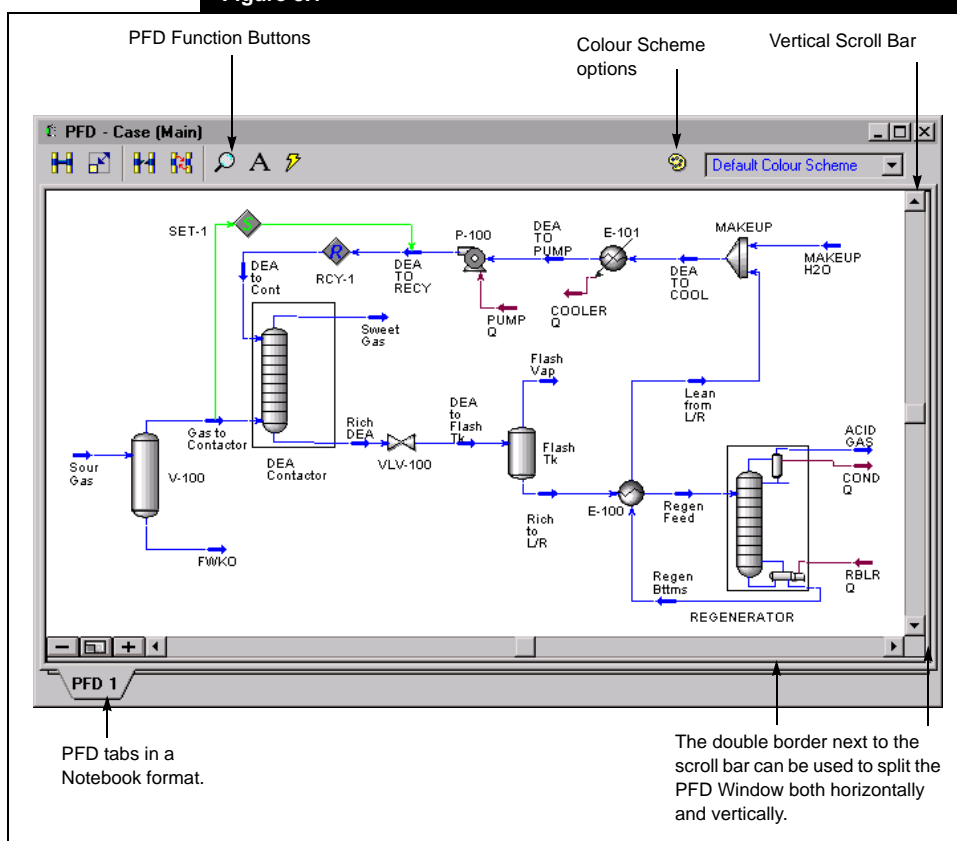 PFD Function Buttons
Colour Scheme
options
Vertical Scroll Bar
PFD - Case (Main)
A
Default Colour Scheme
SET-1
S
R
RCY-1
DEA
to
Cont
DEA
TO
RECY
P-100
PUMP
Q
DEA
TO
PUMP
E-101
COOLER
Q
DEA
TO
COOL
MAKEUP
MAKEUP
H2O
Sweet
Gas
Sour
Gas
V-100
Gas to
Contactor
FWKO
DEA
Contactor
Rich
DEA
VLV-100
DEA
to
Flash
Tk
Flash
Vap
Flash
Tk
Rich
to
L/R
E-100
Lean
from
L/R
Regen
Feed
Regen
Bttms
ACID
GAS
COND
Q
RBLR
Q
REGENERATOR
PFD 1
PFD tabs in a
Notebook format.
The double border next to the
scroll bar can be used to split the
PFD Window both horizontally
and vertically.